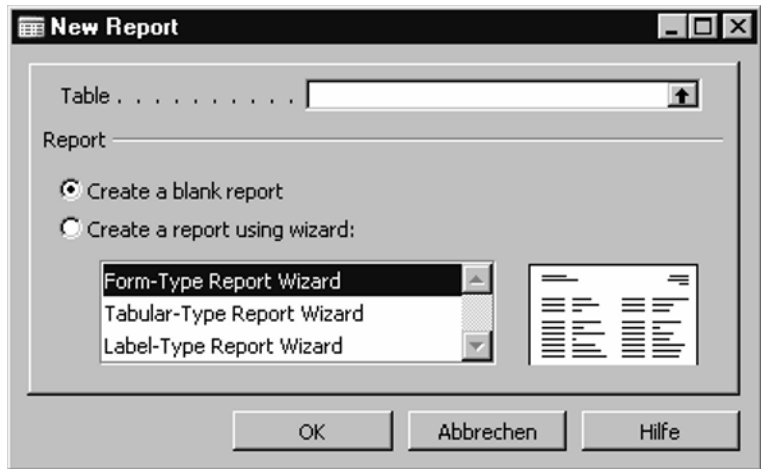 New Report
Table . . . . . . . . . .
Report
Create a blank report
Create a report using wizard:
Form-Type Report Wizard
Tabular-Type Report Wizard
Label-Type Report Wizard
OK Abbrechen Hilfe